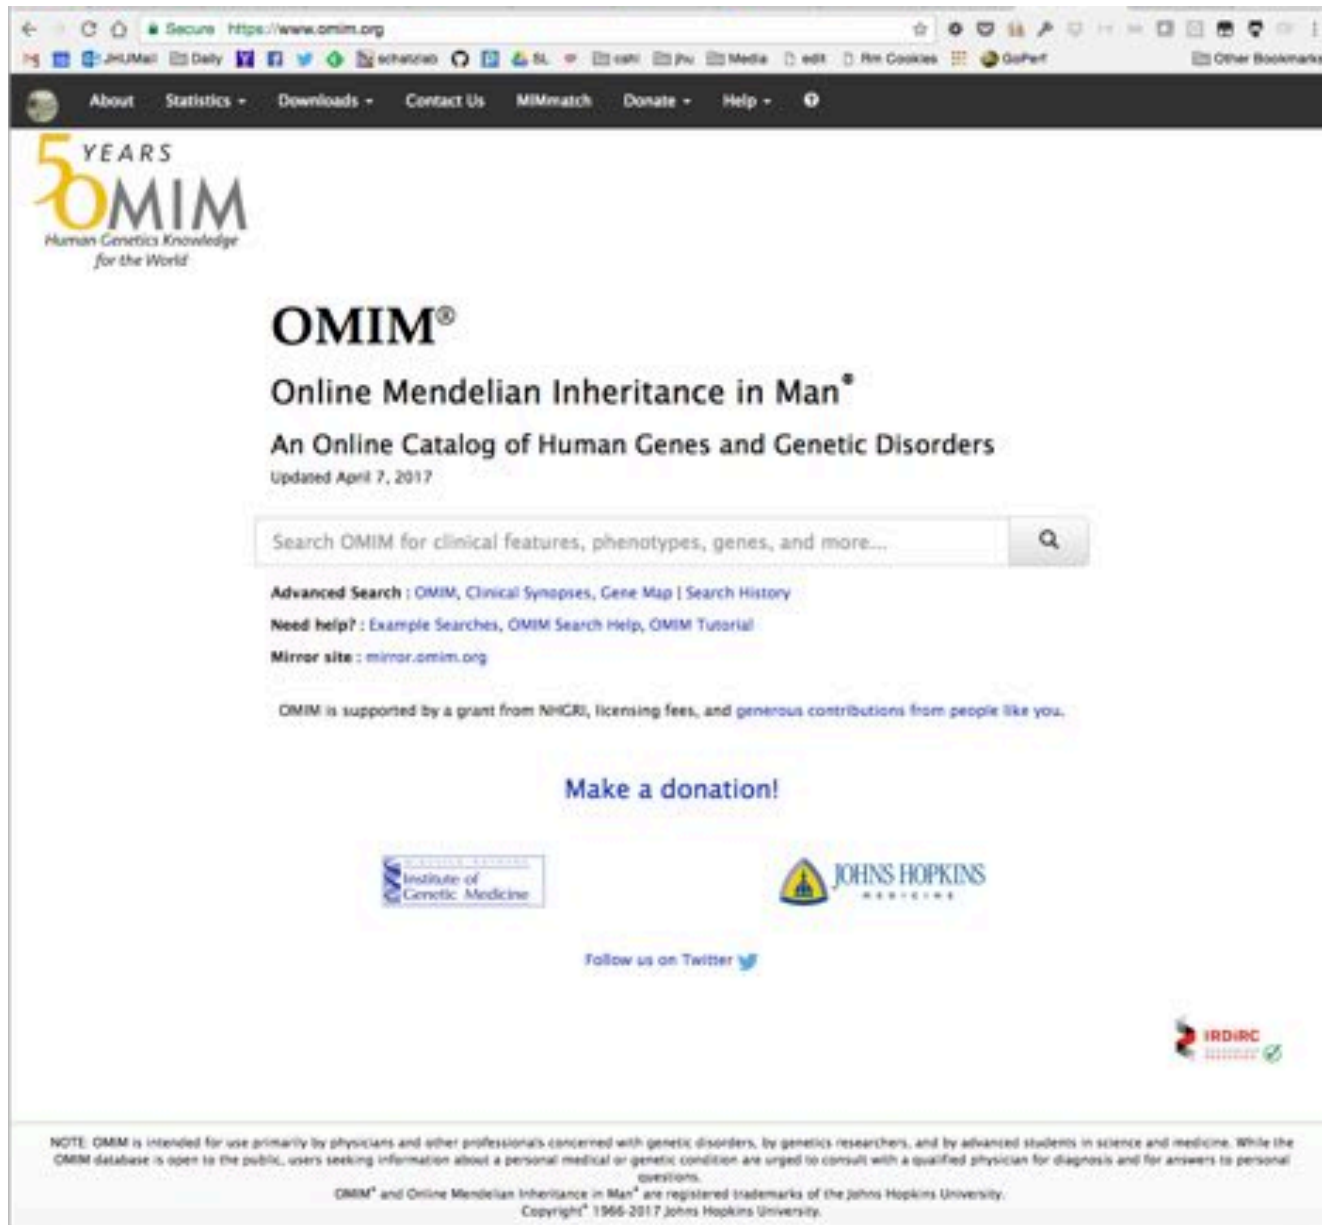 Secure https://www.omim.org
JHUMail Daily schatzlab SL cshl jhu Media edit Rm Cookies GoPerf Other Bookmarks
About Statistics Downloads Contact Us MIMmatch Donate Help
50 YEARS
OMIM
Human Genetics Knowledge
for the World
OMIM®
Online Mendelian Inheritance in Man®
An Online Catalog of Human Genes and Genetic Disorders
Updated April 7, 2017
Search OMIM for clinical features, phenotypes, genes, and more...
Advanced Search : OMIM, Clinical Synopses, Gene Map | Search History
Need help? : Example Searches, OMIM Search Help, OMIM Tutorial
Mirror site : mirror.omim.org
OMIM is supported by a grant from NHGRI, licensing fees, and generous contributions from people like you.
Make a donation!
Institute of
Genetic Medicine
JOHNS HOPKINS
MEDICINE
Follow us on Twitter
IRDiRC
NOTE: OMIM is intended for use primarily by physicians and other professionals concerned with genetic disorders, by genetics researchers, and by advanced students in science and medicine. While the
OMIM database is open to the public, users seeking information about a personal medical or genetic condition are urged to consult with a qualified physician for diagnosis and for answers to personal
questions.
OMIM® and Online Mendelian Inheritance in Man® are registered trademarks of the Johns Hopkins University.
Copyright® 1966-2017 Johns Hopkins University.